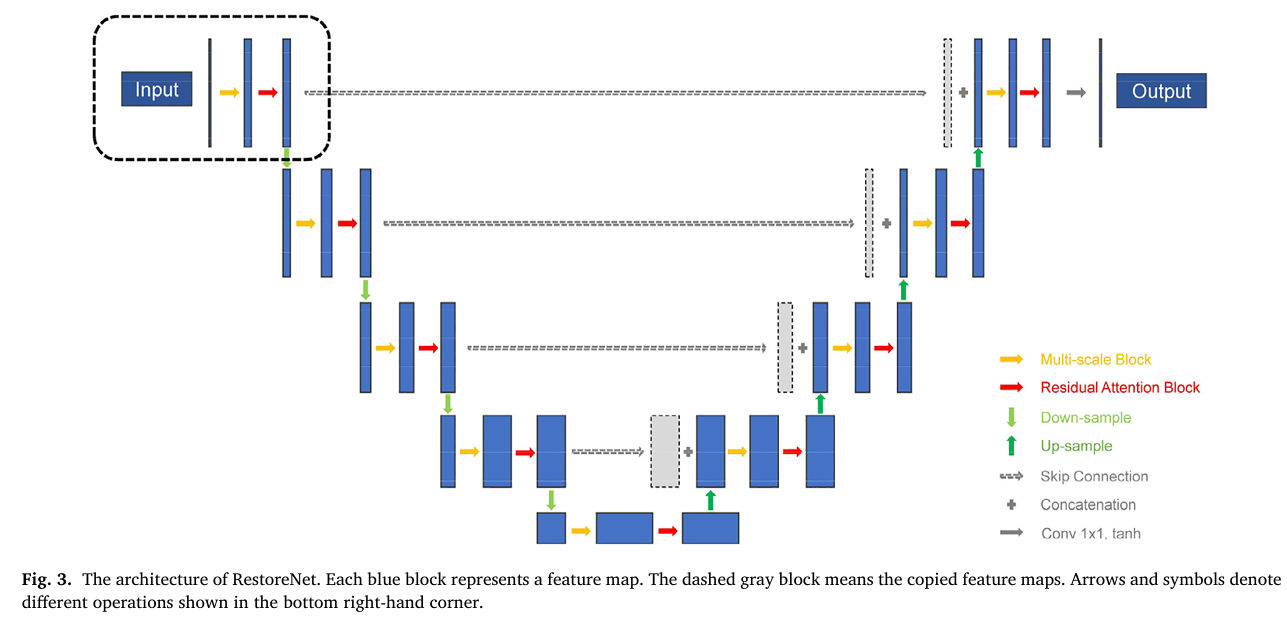 Input
Output
Multi-scale Block
Residual Attention Block
Down-sample
Up-sample
Skip Connection
Concatenation
Conv 1x1, tanh
Fig. 3. The architecture of RestoreNet. Each blue block represents a feature map. The dashed gray block means the copied feature maps. Arrows and symbols denote
different operations shown in the bottom right-hand corner.